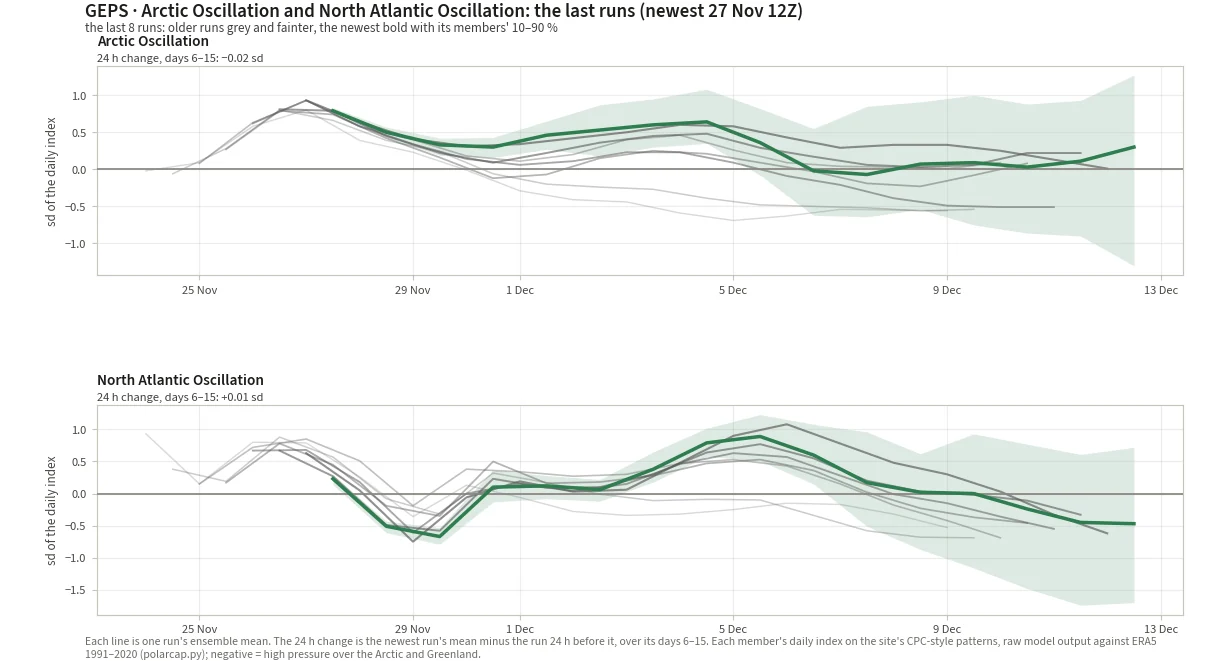 GEPS · Arctic Oscillation and North Atlantic Oscillation: the last runs (newest 27 Nov 12Z)
the last 8 runs: older runs grey and fainter, the newest bold with its members' 10–90 %
Arctic Oscillation
24 h change, days 6–15: −0.02 sd
1.0
0.5
0.0
−0.5
−1.0
sd of the daily index
25 Nov
29 Nov
1 Dec
5 Dec
9 Dec
13 Dec
North Atlantic Oscillation
24 h change, days 6–15: +0.01 sd
1.0
0.5
0.0
−0.5
−1.0
−1.5
sd of the daily index
25 Nov
29 Nov
1 Dec
5 Dec
9 Dec
13 Dec
Each line is one run's ensemble mean. The 24 h change is the newest run's mean minus the run 24 h before it, over its days 6–15. Each member's daily index on the site's CPC-style patterns, raw model output against ERA5
1991–2020 (polarcap.py); negative = high pressure over the Arctic and Greenland.